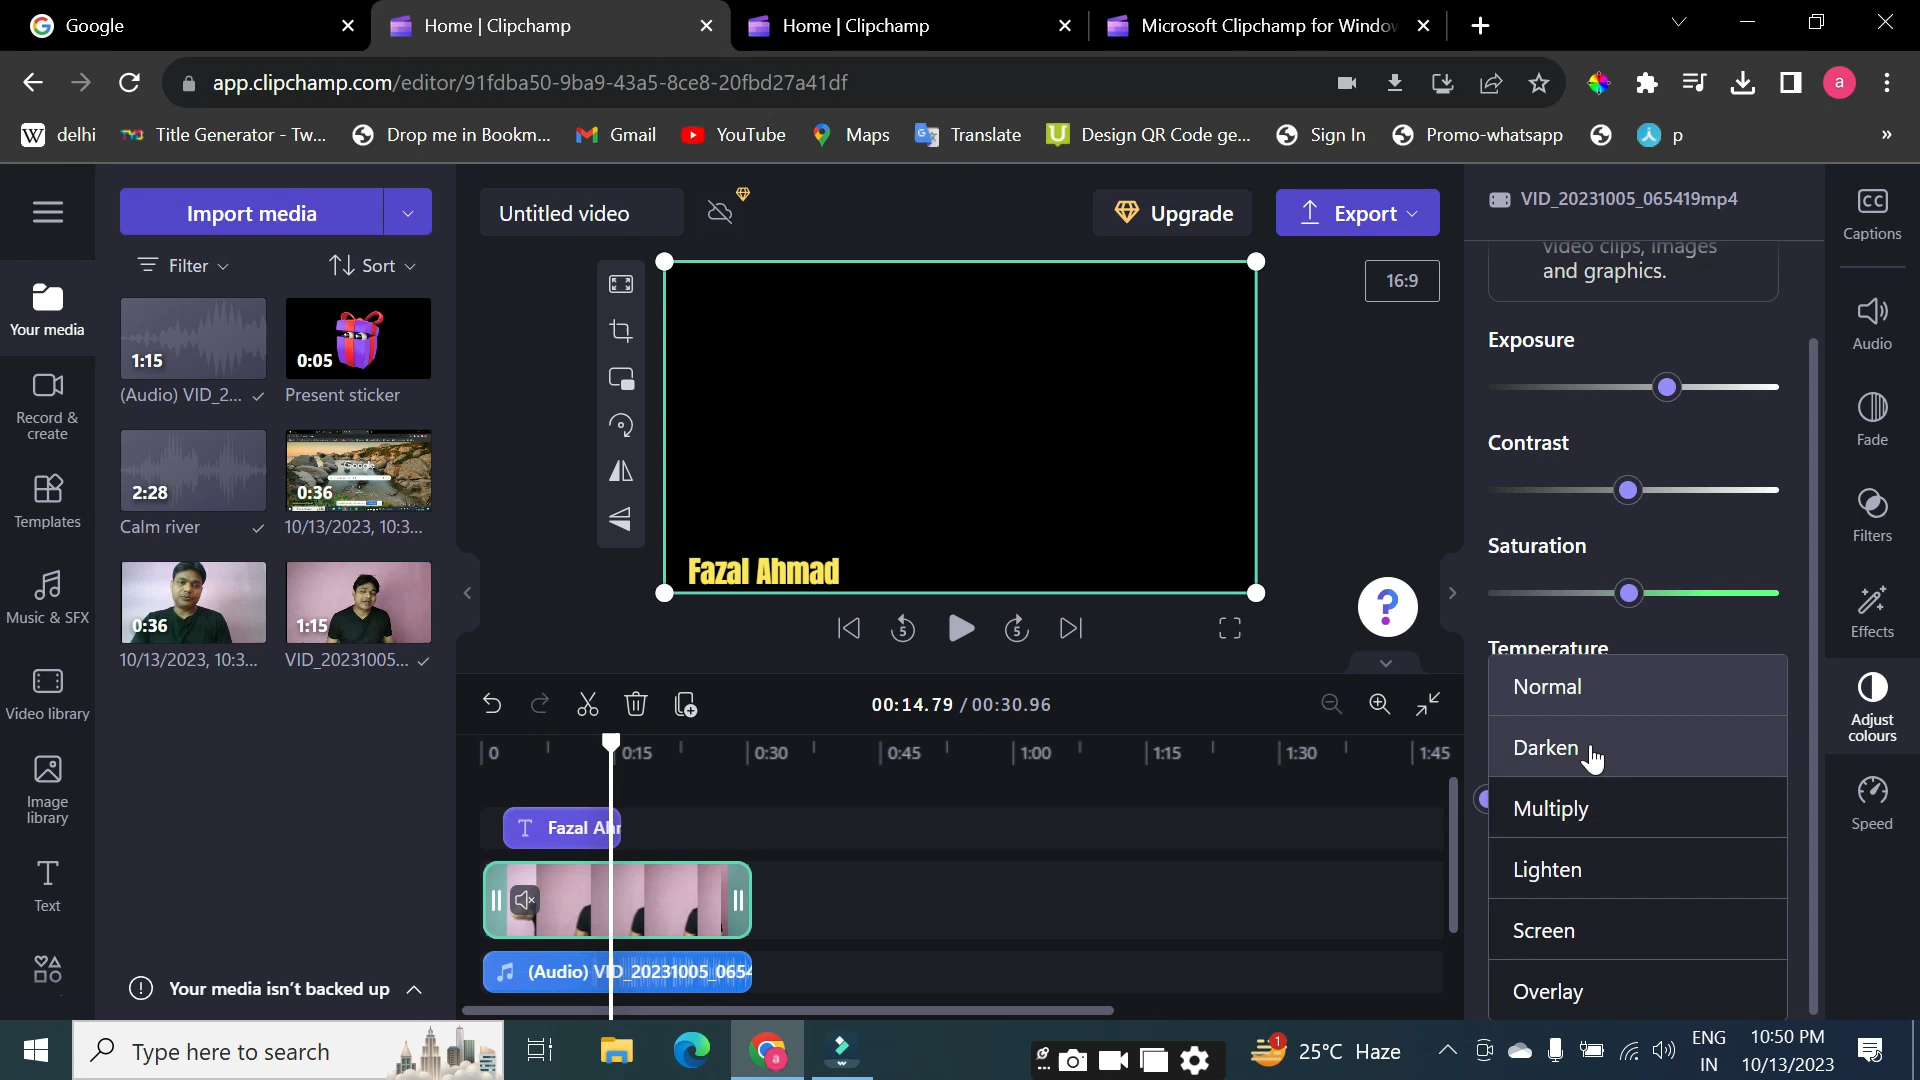 Google
Home | Clipchamp
Home | Clipchamp
Microsoft Clipchamp for Windo
app.clipchamp.com/editor/91fdba50-9ba9-43a5-8ce8-20fbd27a41df
a
W delhi
Title Generator - Tw...
Drop me in Bookm...
Gmail
YouTube
Maps
Translate
Design QR Code ge...
Sign In
Promo-whatsapp
p
»
Import media
Untitled video
Upgrade
Export
VID_20231005_065419mp4
Captions
Filter
Sort
video clips, images
and graphics.
16:9
Your media
1:15
0:05
(Audio) VID_2...
Present sticker
Exposure
Audio
Record &
create
Contrast
Fade
2:28
Google
0:36
Calm river
10/13/2023, 10:3...
Templates
Saturation
Filters
Fazal Ahmad
0:36
1:15
10/13/2023, 10:3...
VID_20231005...
Music & SFX
5
5
?
Temperature
Effects
Normal
Darken
Multiply
Lighten
Screen
Overlay
Video library
00:14.79 / 00:30.96
Adjust
colours
0
0:15
0:30
0:45
1:00
1:15
1:30
1:45
Image
library
T Fazal Ah
Speed
Text
(Audio) VID_20231005_0654
Your media isn't backed up
Type here to search
a
1
25°C Haze
ENG
IN
10:50 PM
10/13/2023